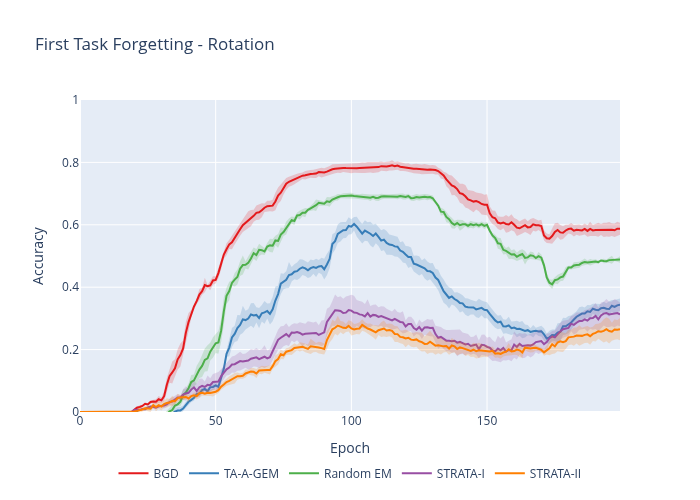 First Task Forgetting - Rotation
1
0.8
0.6
0.4
0.2
0
Accuracy
0 50 100 150
Epoch
BGD TA-A-GEM Random EM STRATA-I STRATA-II